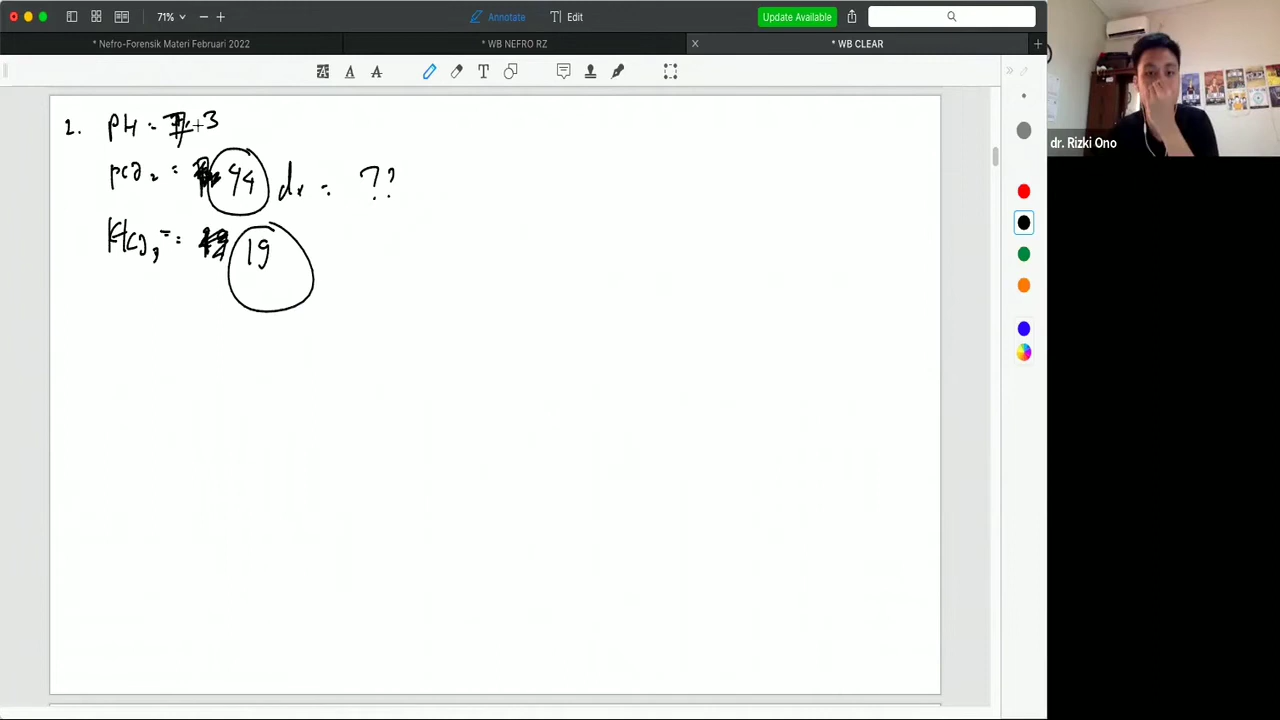 71%
Annotate
Edit
Update Available
* Nefro-Forensik Materi Februari 2022
* WB NEFRO RZ
* WB CLEAR
dr. Rizki Ono
2. pH =
pCO2 = 44 dx = ??
HCO3- = 19